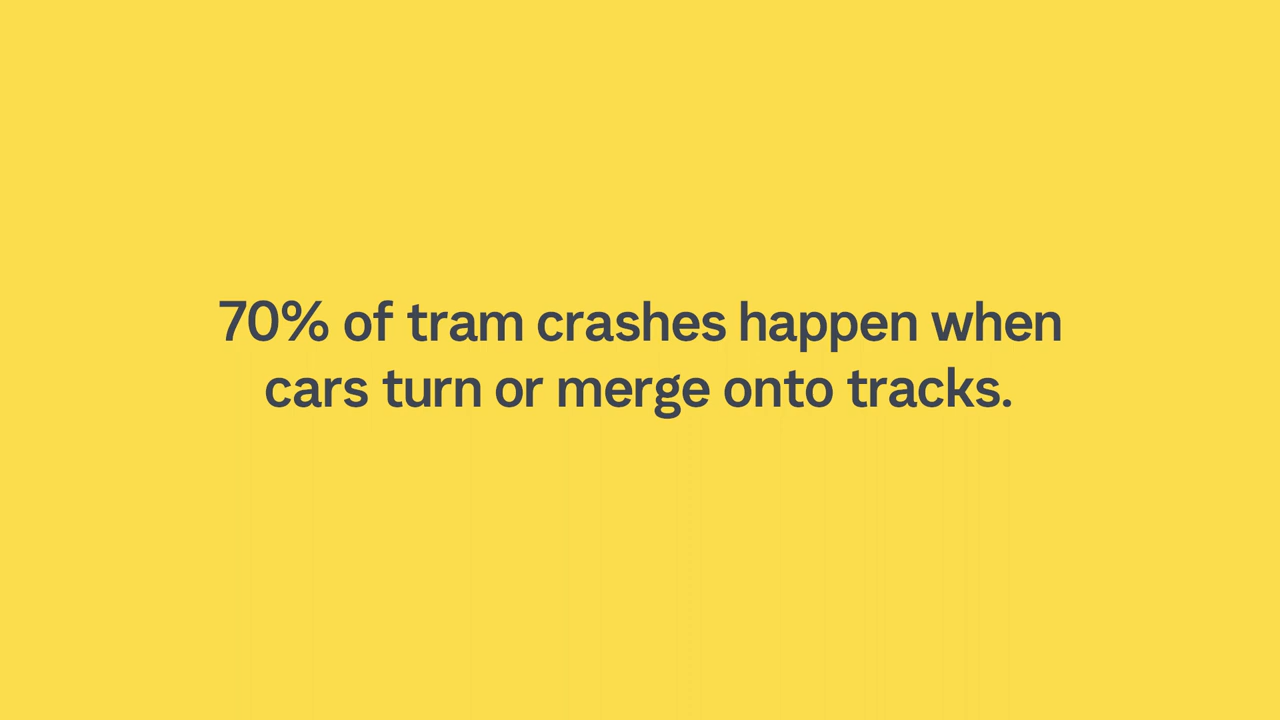 70% of tram crashes happen when
cars turn or merge onto tracks.